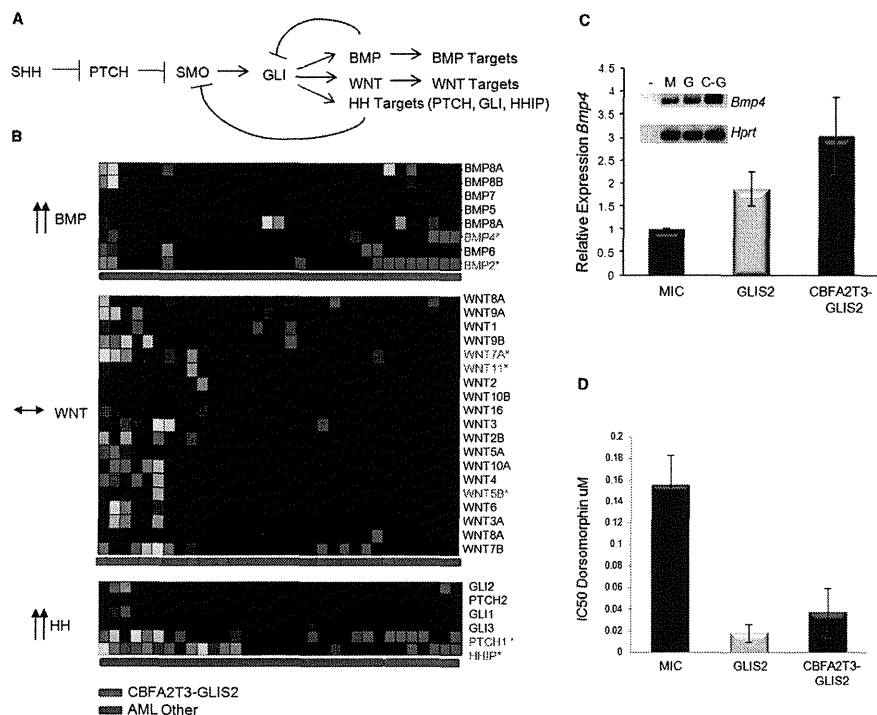 A
SHH PTCH SMO GLI
BMP BMP Targets
WNT WNT Targets
HH Targets (PTCH, GLI, HHIP)
B
BMP
BMP8A
BMP8B
BMP7
BMP5
BMP8A
BMP4*
BMP6
BMP2*
WNT
WNT8A
WNT9A
WNT1
WNT9B
WNT7A*
WNT11*
WNT2
WNT10B
WNT16
WNT3
WNT2B
WNT5A
WNT10A
WNT4
WNT5B*
WNT6
WNT3A
WNT8A
WNT7B
HH
GLI2
PTCH2
GLI1
GLI3
PTCH1*
HHIP*
CBFA2T3-GLIS2
AML Other
C
Relative Expression Bmp4
4.5
4
3.5
3
2.5
2
1.5
1
0.5
0
- M G C-G
Bmp4
Hprt
MIC
GLIS2
CBFA2T3-
GLIS2
D
IC50 Dorsomorphin uM
0.2
0.18
0.16
0.14
0.12
0.1
0.08
0.06
0.04
0.02
0
MIC
GLIS2
CBFA2T3-
GLIS2